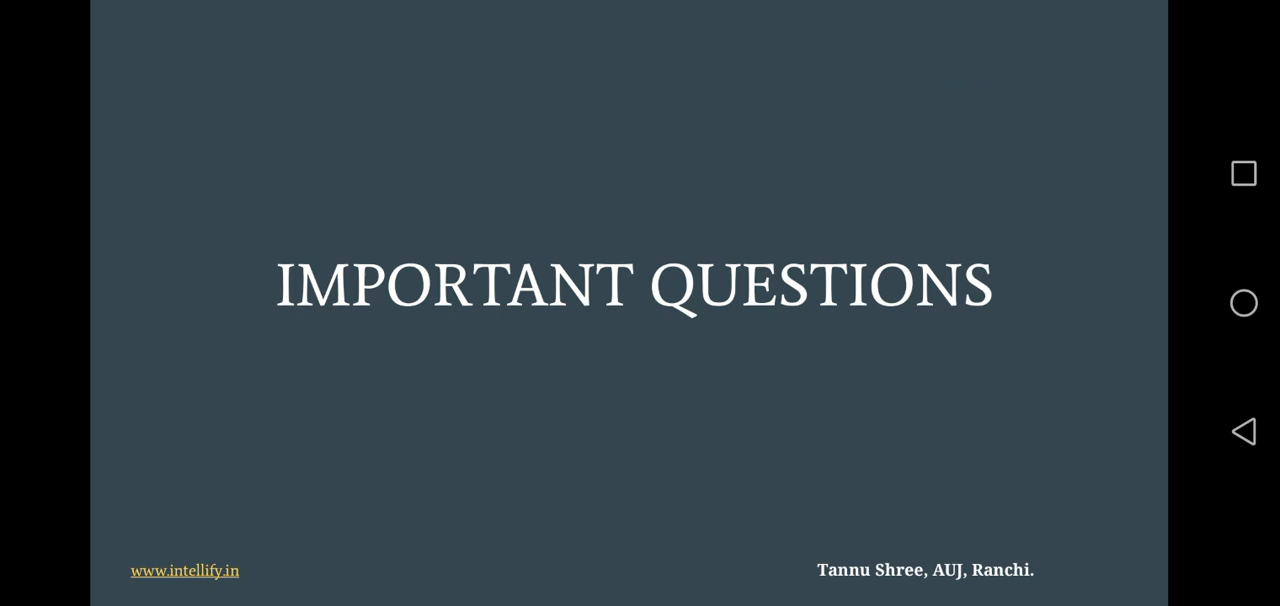 IMPORTANT QUESTIONS
www.intellify.in
Tannu Shree, AUJ, Ranchi.